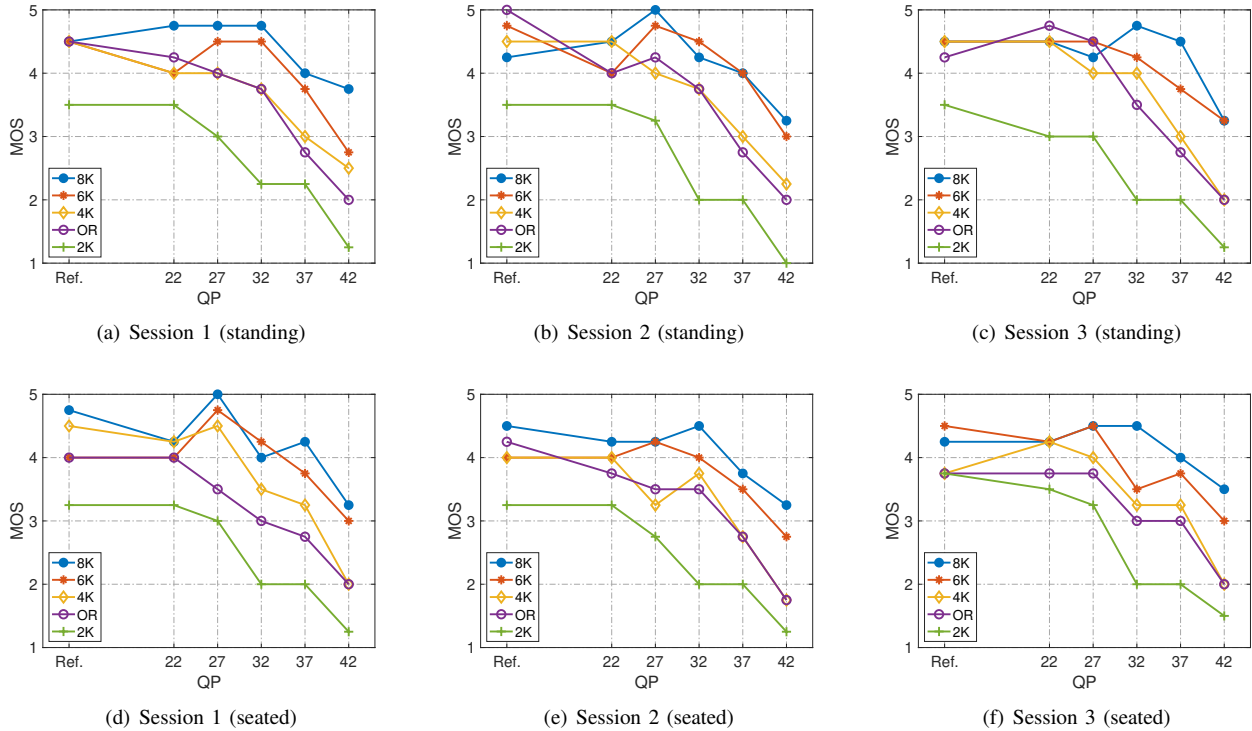 5
4
3
2
1
MOS
8K
6K
4K
OR
2K
Ref.
22
27
32
37
42
QP
(a) Session 1 (standing)
5
4
3
2
1
MOS
8K
6K
4K
OR
2K
Ref.
22
27
32
37
42
QP
(b) Session 2 (standing)
5
4
3
2
1
MOS
8K
6K
4K
OR
2K
Ref.
22
27
32
37
42
QP
(c) Session 3 (standing)
5
4
3
2
1
MOS
8K
6K
4K
OR
2K
Ref.
22
27
32
37
42
QP
(d) Session 1 (seated)
5
4
3
2
1
MOS
8K
6K
4K
OR
2K
Ref.
22
27
32
37
42
QP
(e) Session 2 (seated)
5
4
3
2
1
MOS
8K
6K
4K
OR
2K
Ref.
22
27
32
37
42
QP
(f) Session 3 (seated)